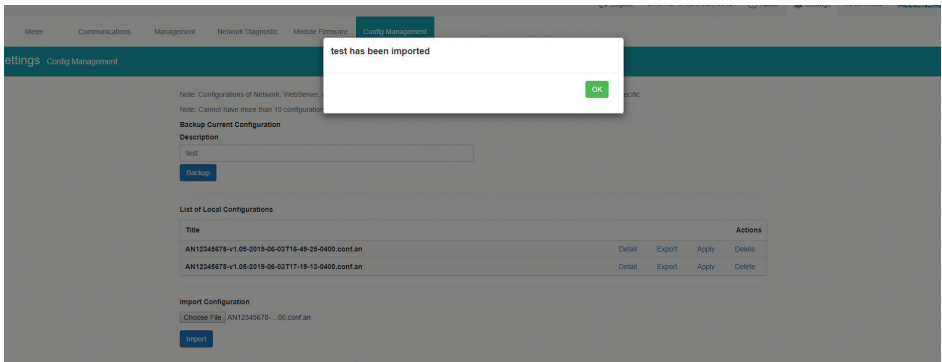 Meter Communications Management Network Diagnostic Module Firmware Config Management
test has been imported
ettings Config Management
OK
Note: Configurations of Network, WebServer,
ecific.
Note: Cannot have more than 10 configuration
Backup Current Configuration
Description
test
Backup
List of Local Configurations
Title Actions
AN12345678-v1.05-2019-06-03T16-49-25-0400.conf.an Detail Export Apply Delete
AN12345678-v1.05-2019-06-03T17-19-13-0400.conf.an Detail Export Apply Delete
Import Configuration
Choose File AN12345678-...00.conf.an
Import